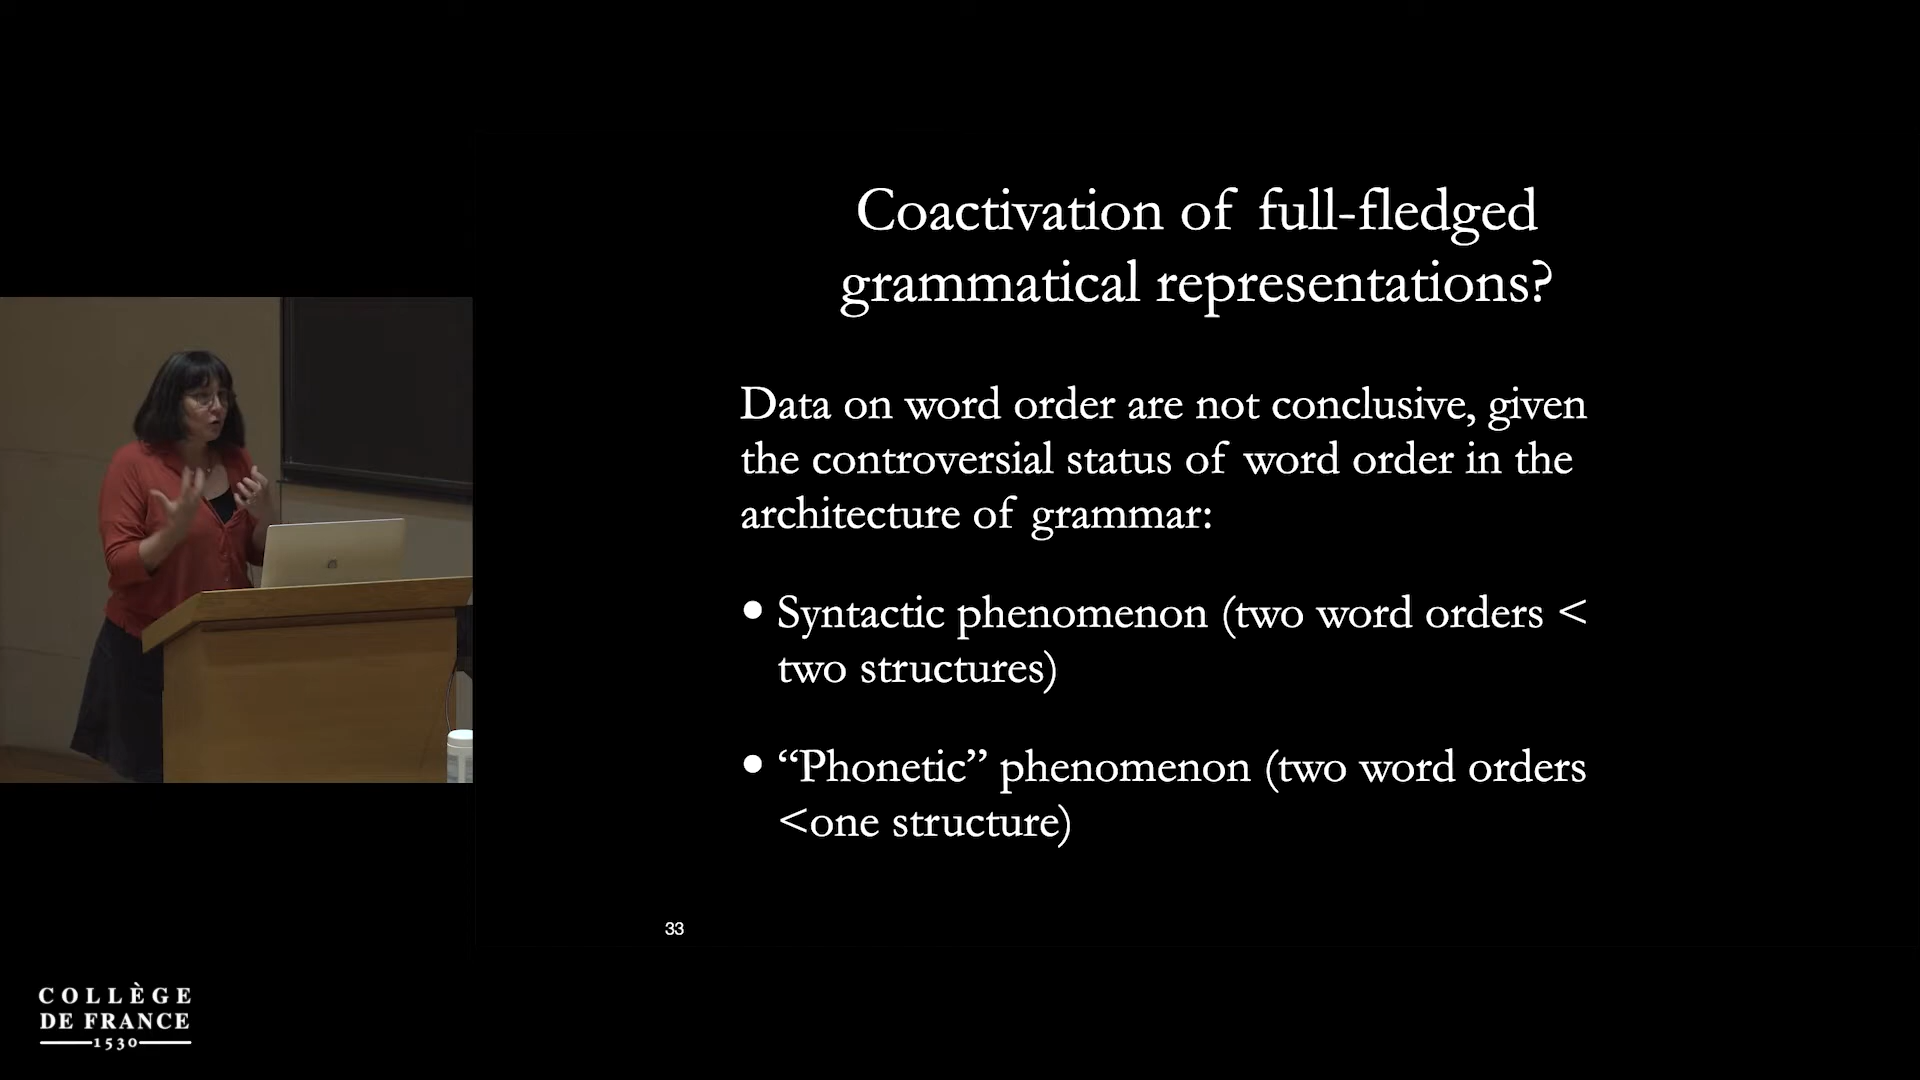 Coactivation of full-fledged
grammatical representations?
Data on word order are not conclusive, given
the controversial status of word order in the
architecture of grammar:
• Syntactic phenomenon (two word orders <
two structures)
• “Phonetic” phenomenon (two word orders
<one structure)
33
COLLÈGE
DE FRANCE
1530